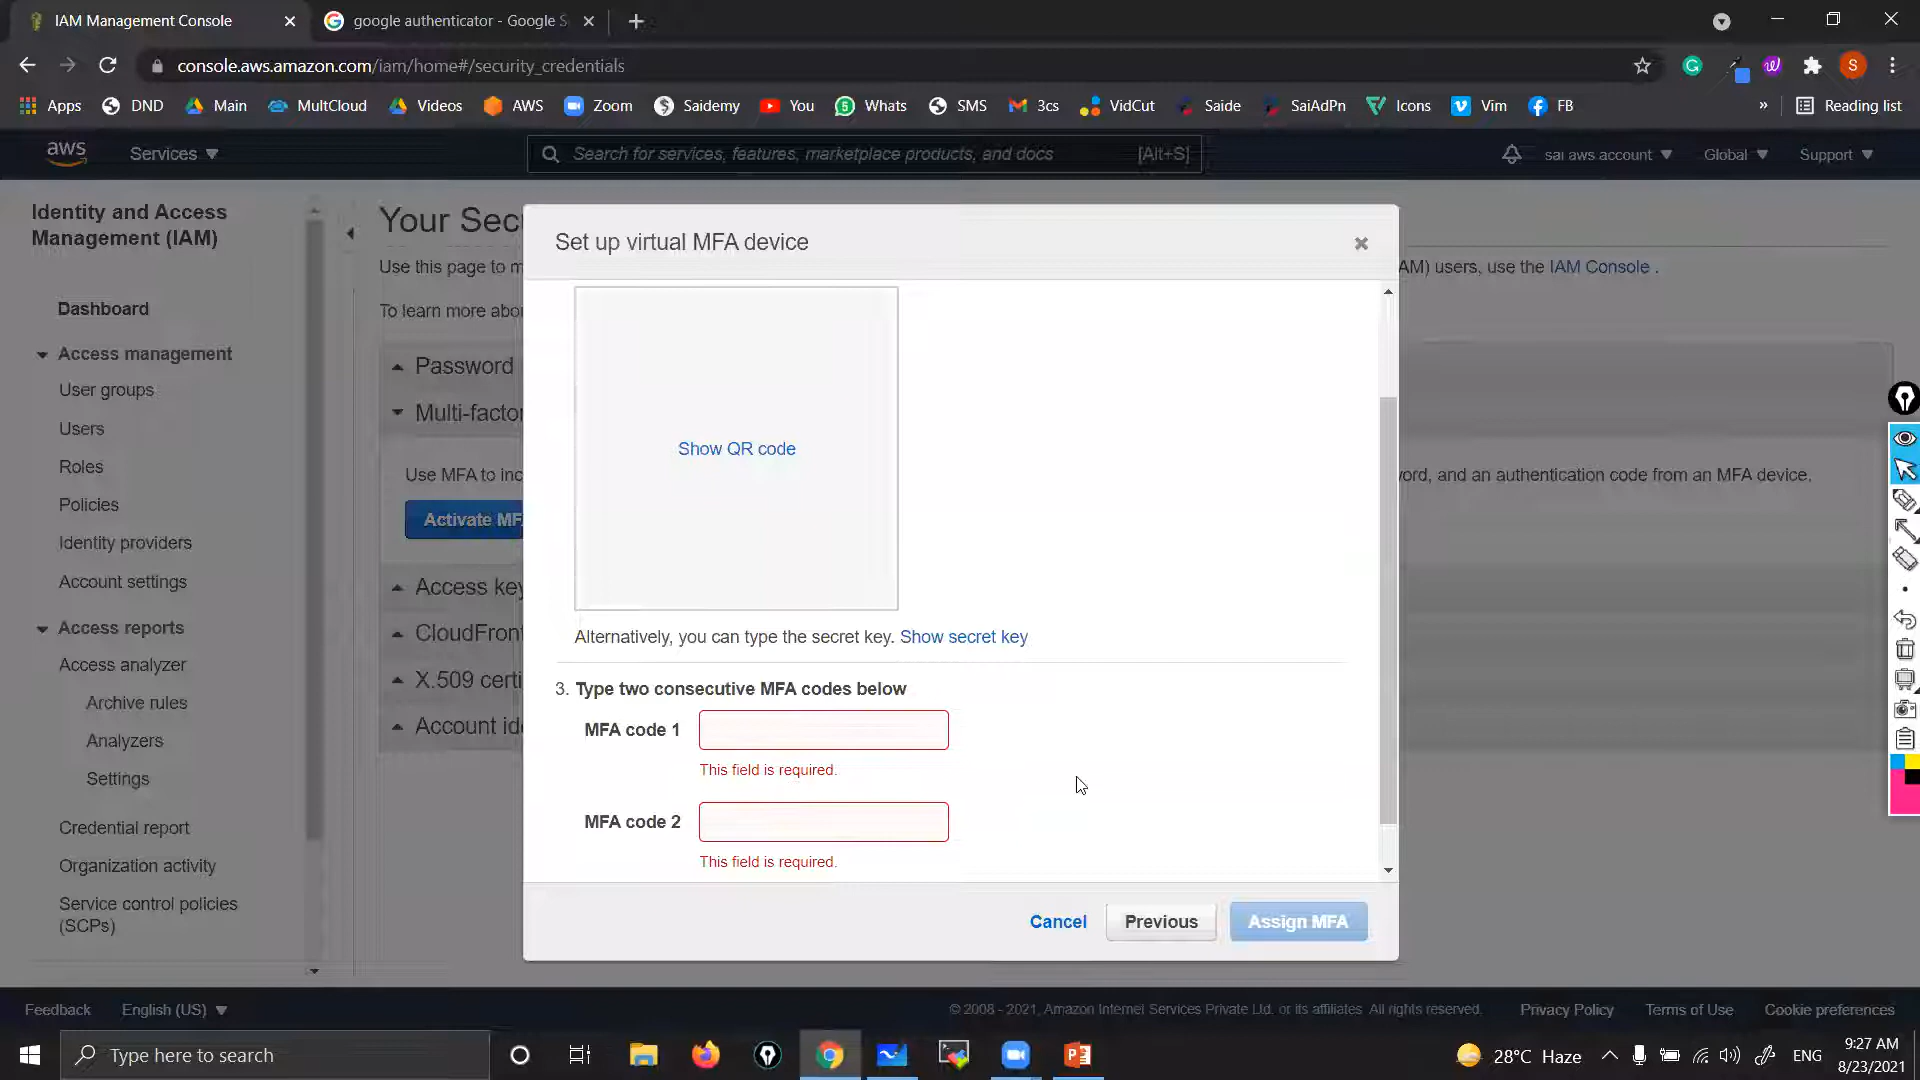 IAM Management Console
google authenticator - Google S
console.aws.amazon.com/iam/home#/security_credentials
S
Apps DND Main MultCloud Videos AWS Zoom Saidemy You Whats SMS 3cs VidCut Saide SaiAdPn Icons Vim FB » Reading list
aws Services Search for services, features, marketplace products, and docs [Alt+S] sai aws account Global Support
Identity and Access
Management (IAM)
Dashboard
Access management
User groups
Users
Roles
Policies
Identity providers
Account settings
Access reports
Access analyzer
Archive rules
Analyzers
Settings
Credential report
Organization activity
Service control policies
(SCPs)
Your Sec
Use this page to m
AM) users, use the IAM Console .
To learn more abou
Password
Multi-factor
Use MFA to inc
ord, and an authentication code from an MFA device.
Activate MF
Access key
CloudFront
X.509 certi
Account ide
Set up virtual MFA device
Show QR code
Alternatively, you can type the secret key. Show secret key
3. Type two consecutive MFA codes below
MFA code 1
This field is required.
MFA code 2
This field is required.
Cancel Previous Assign MFA
Feedback English (US) © 2008 - 2021, Amazon Internet Services Private Ltd. or its affiliates. All rights reserved. Privacy Policy Terms of Use Cookie preferences
Type here to search
28°C Haze ENG
9:27 AM
8/23/2021